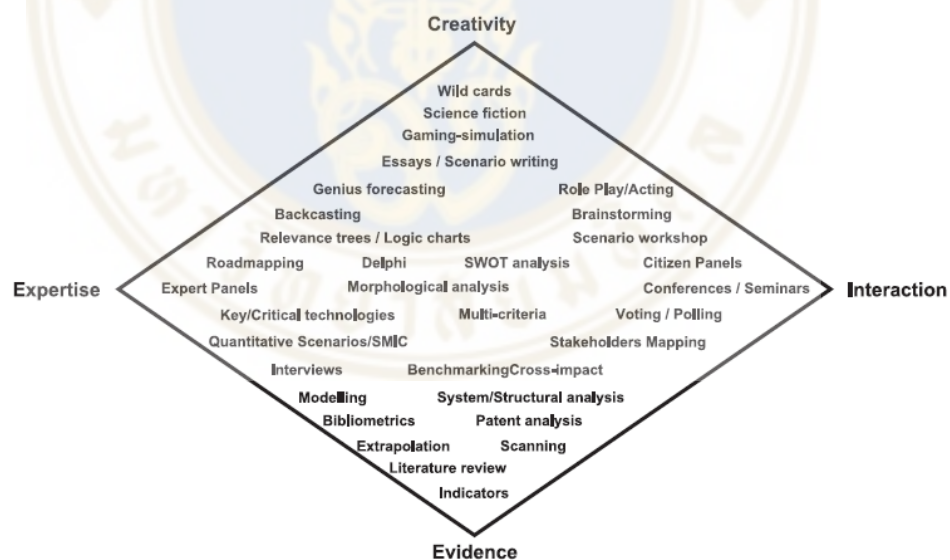 Creativity
Wild cards
Science fiction
Gaming-simulation
Essays / Scenario writing
Genius forecasting Role Play/Acting
Backcasting Brainstorming
Relevance trees / Logic charts Scenario workshop
Roadmapping Delphi SWOT analysis Citizen Panels
Expertise Expert Panels Morphological analysis Conferences / Seminars Interaction
Key/Critical technologies Multi-criteria Voting / Polling
Quantitative Scenarios/SMIC Stakeholders Mapping
Interviews BenchmarkingCross-impact
Modelling System/Structural analysis
Bibliometrics Patent analysis
Extrapolation Scanning
Literature review
Indicators
Evidence